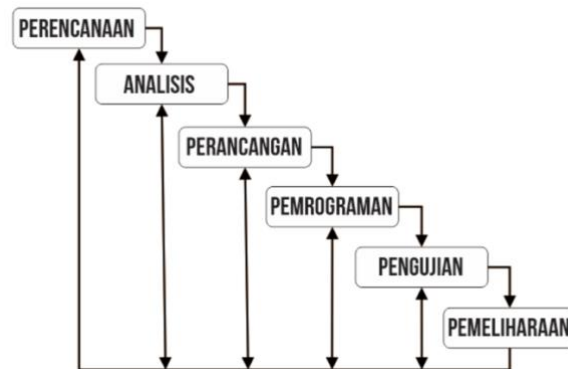 PERENCANAAN
ANALISIS
PERANCANGAN
PEMROGRAMAN
PENGUJIAN
PEMELIHARAAN